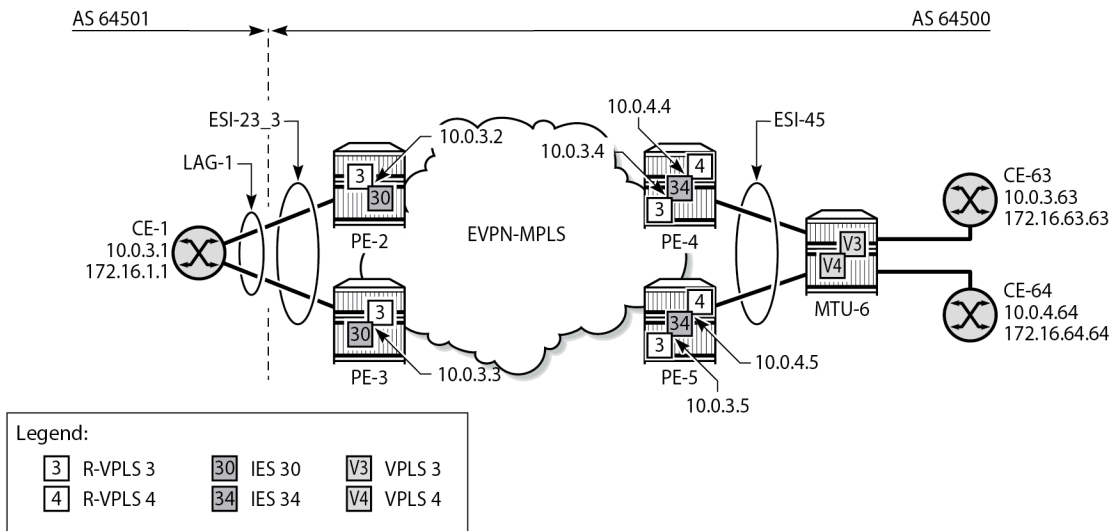 AS 64501
AS 64500
ESI-23_3
LAG-1
10.0.3.2
10.0.4.4
10.0.3.4
ESI-45
3
30
4
34
3
CE-1
10.0.3.1
172.16.1.1
PE-2
EVPN-MPLS
PE-4
CE-63
10.0.3.63
172.16.63.63
V3
V4
MTU-6
3
30
4
34
3
CE-64
10.0.4.64
172.16.64.64
PE-3
10.0.3.3
PE-5
10.0.4.5
10.0.3.5
Legend:
3 R-VPLS 3
30 IES 30
V3 VPLS 3
4 R-VPLS 4
34 IES 34
V4 VPLS 4